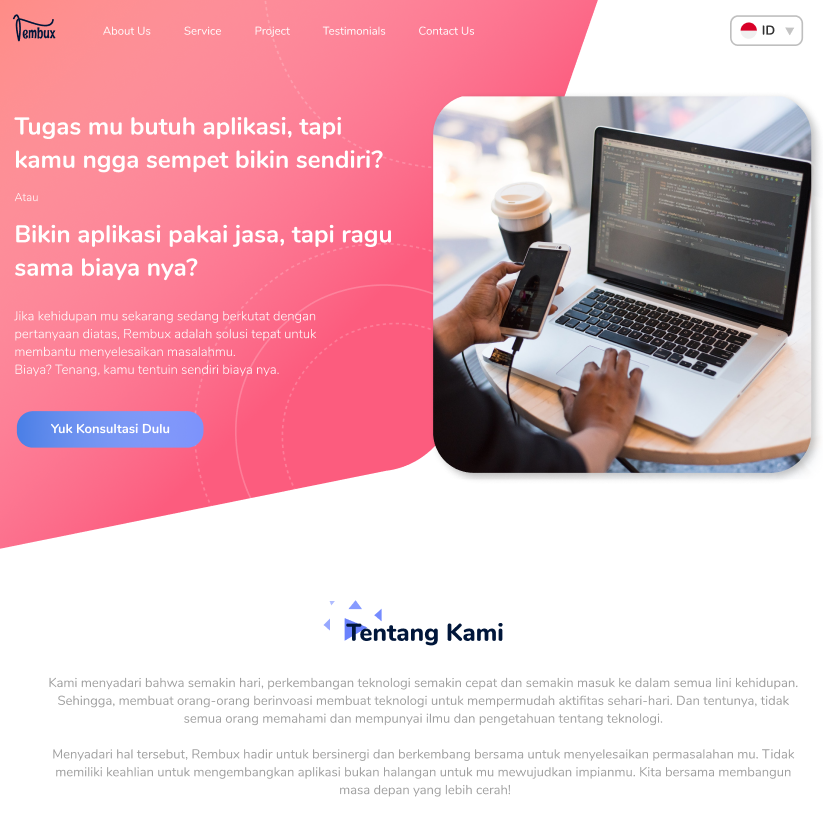 Rembux
About Us
Service
Project
Testimonials
Contact Us
ID
Tugas mu butuh aplikasi, tapi
kamu ngga sempet bikin sendiri?
Atau
Bikin aplikasi pakai jasa, tapi ragu
sama biaya nya?
Jika kehidupan mu sekarang sedang berkutat dengan
pertanyaan diatas, Rembux adalah solusi tepat untuk
membantu menyelesaikan masalahmu.
Biaya? Tenang, kamu tentuin sendiri biaya nya.
Yuk Konsultasi Dulu
Tentang Kami
Kami menyadari bahwa semakin hari, perkembangan teknologi semakin cepat dan semakin masuk ke dalam semua lini kehidupan.
Sehingga, membuat orang-orang berinvoasi membuat teknologi untuk mempermudah aktifitas sehari-hari. Dan tentunya, tidak
semua orang memahami dan mempunyai ilmu dan pengetahuan tentang teknologi.
Menyadari hal tersebut, Rembux hadir untuk bersinergi dan berkembang bersama untuk menyelesaikan permasalahan mu. Tidak
memiliki keahlian untuk mengembangkan aplikasi bukan halangan untuk mu mewujudkan impianmu. Kita bersama membangun
masa depan yang lebih cerah!